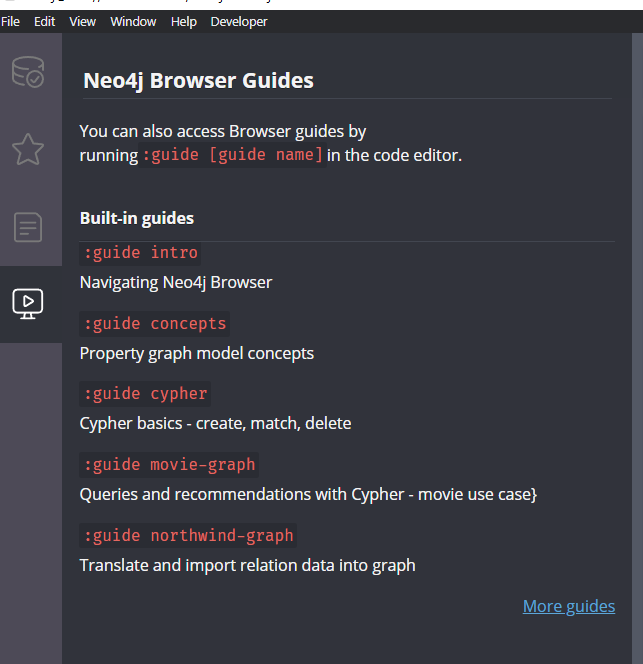 File Edit View Window Help Developer
Neo4j Browser Guides
You can also access Browser guides by
running :guide [guide name] in the code editor.
Built-in guides
:guide intro
Navigating Neo4j Browser
:guide concepts
Property graph model concepts
:guide cypher
Cypher basics - create, match, delete
:guide movie-graph
Queries and recommendations with Cypher - movie use case}
:guide northwind-graph
Translate and import relation data into graph
More guides